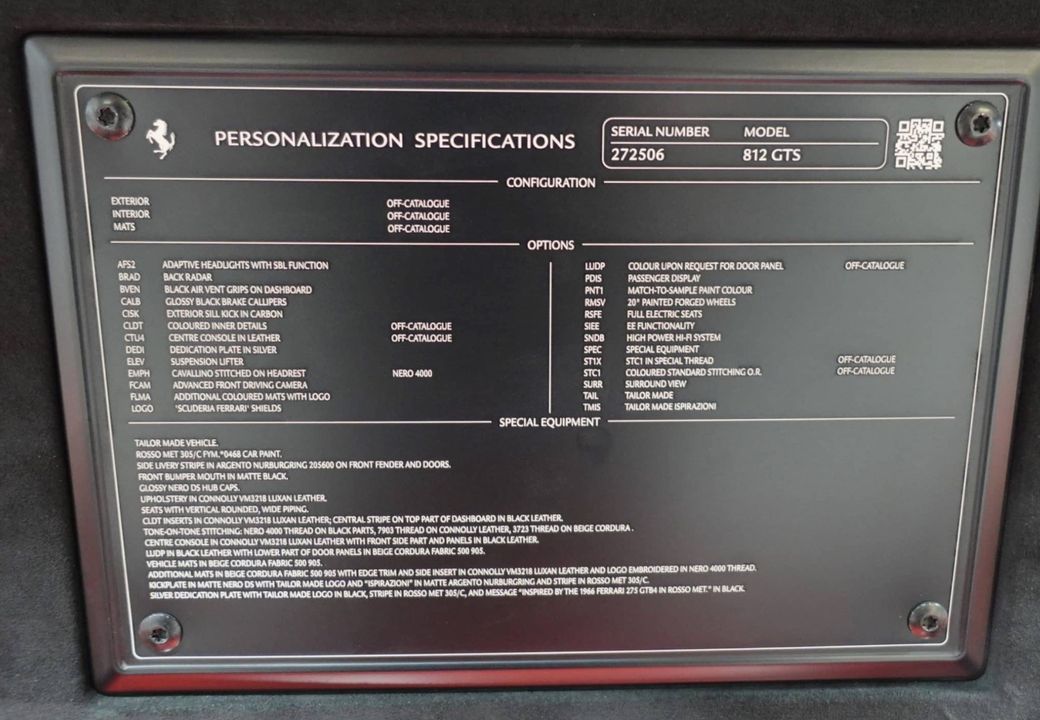 PERSONALIZATION SPECIFICATIONS
SERIAL NUMBER MODEL
272506 812 GTS
CONFIGURATION
EXTERIOR OFF-CATALOGUE
INTERIOR OFF-CATALOGUE
MATS OFF-CATALOGUE
OPTIONS
AFS2 ADAPTIVE HEADLIGHTS WITH SBL FUNCTION
BRAD BACK RADAR
BVEN BLACK AIR VENT GRIPS ON DASHBOARD
CALB GLOSSY BLACK BRAKE CALLIPERS
CISK EXTERIOR SILL KICK IN CARBON
CLDT COLOURED INNER DETAILS OFF-CATALOGUE
CTU4 CENTRE CONSOLE IN LEATHER OFF-CATALOGUE
DEDI DEDICATION PLATE IN SILVER
ELEV SUSPENSION LIFTER
EMPH CAVALLINO STITCHED ON HEADREST NERO 4000
FCAM ADVANCED FRONT DRIVING CAMERA
FLMA ADDITIONAL COLOURED MATS WITH LOGO
LOGO 'SCUDERIA FERRARI' SHIELDS
LUDP COLOUR UPON REQUEST FOR DOOR PANEL OFF-CATALOGUE
PDIS PASSENGER DISPLAY
PNT1 MATCH-TO-SAMPLE PAINT COLOUR
RMSV 20" PAINTED FORGED WHEELS
RSFE FULL ELECTRIC SEATS
SIEE EE FUNCTIONALITY
SNDB HIGH POWER HI-FI SYSTEM
SPEC SPECIAL EQUIPMENT
ST1X STC1 IN SPECIAL THREAD OFF-CATALOGUE
STC1 COLOURED STANDARD STITCHING O.R. OFF-CATALOGUE
SURR SURROUND VIEW
TAIL TAILOR MADE
TMIS TAILOR MADE ISPIRAZIONI
SPECIAL EQUIPMENT
TAILOR MADE VEHICLE.
ROSSO MET 305/C FYM.*0468 CAR PAINT.
SIDE LIVERY STRIPE IN ARGENTO NURBURGRING 205600 ON FRONT FENDER AND DOORS.
FRONT BUMPER MOUTH IN MATTE BLACK.
GLOSSY NERO DS HUB CAPS.
UPHOLSTERY IN CONNOLLY VM3218 LUXAN LEATHER.
SEATS WITH VERTICAL ROUNDED, WIDE PIPING.
CLDT INSERTS IN CONNOLLY VM3218 LUXAN LEATHER; CENTRAL STRIPE ON TOP PART OF DASHBOARD IN BLACK LEATHER.
TONE-ON-TONE STITCHING: NERO 4000 THREAD ON BLACK PARTS, 7903 THREAD ON CONNOLLY LEATHER, 3723 THREAD ON BEIGE CORDURA .
CENTRE CONSOLE IN CONNOLLY VM3218 LUXAN LEATHER WITH FRONT SIDE PART AND PANELS IN BLACK LEATHER.
LUDP IN BLACK LEATHER WITH LOWER PART OF DOOR PANELS IN BEIGE CORDURA FABRIC 500 905.
VEHICLE MATS IN BEIGE CORDURA FABRIC 500 905.
ADDITIONAL MATS IN BEIGE CORDURA FABRIC 500 905 WITH EDGE TRIM AND SIDE INSERT IN CONNOLLY VM3218 LUXAN LEATHER AND LOGO EMBROIDERED IN NERO 4000 THREAD.
KICKPLATE IN MATTE NERO DS WITH TAILOR MADE LOGO AND "ISPIRAZIONI" IN MATTE ARGENTO NURBURGRING AND STRIPE IN ROSSO MET 305/C.
SILVER DEDICATION PLATE WITH TAILOR MADE LOGO IN BLACK, STRIPE IN ROSSO MET 305/C, AND MESSAGE "INSPIRED BY THE 1966 FERRARI 275 GTB4 IN ROSSO MET." IN BLACK.